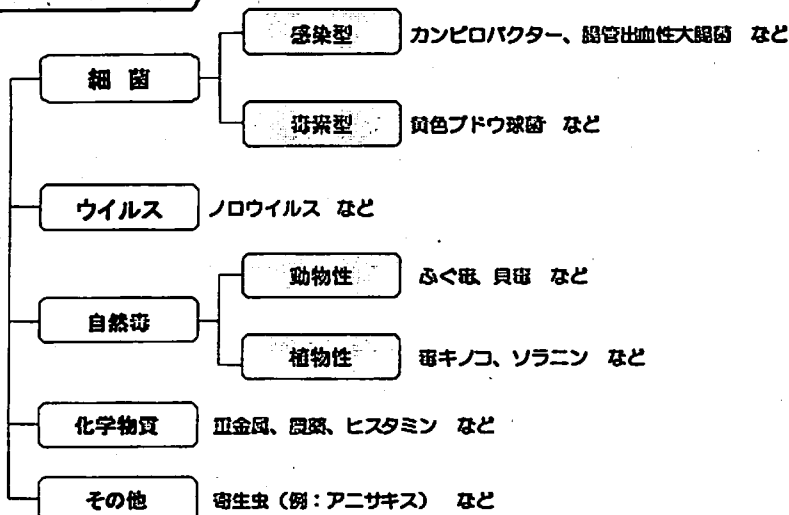 感染型 カンピロバクター、腸管出血性大腸菌 など
細 菌
毒素型 黄色ブドウ球菌 など
ウイルス ノロウイルス など
動物性 ふぐ毒、貝毒 など
自然毒
植物性 毒キノコ、ソラニン など
化学物質 重金属、農薬、ヒスタミン など
その他 寄生虫（例：アニサキス） など